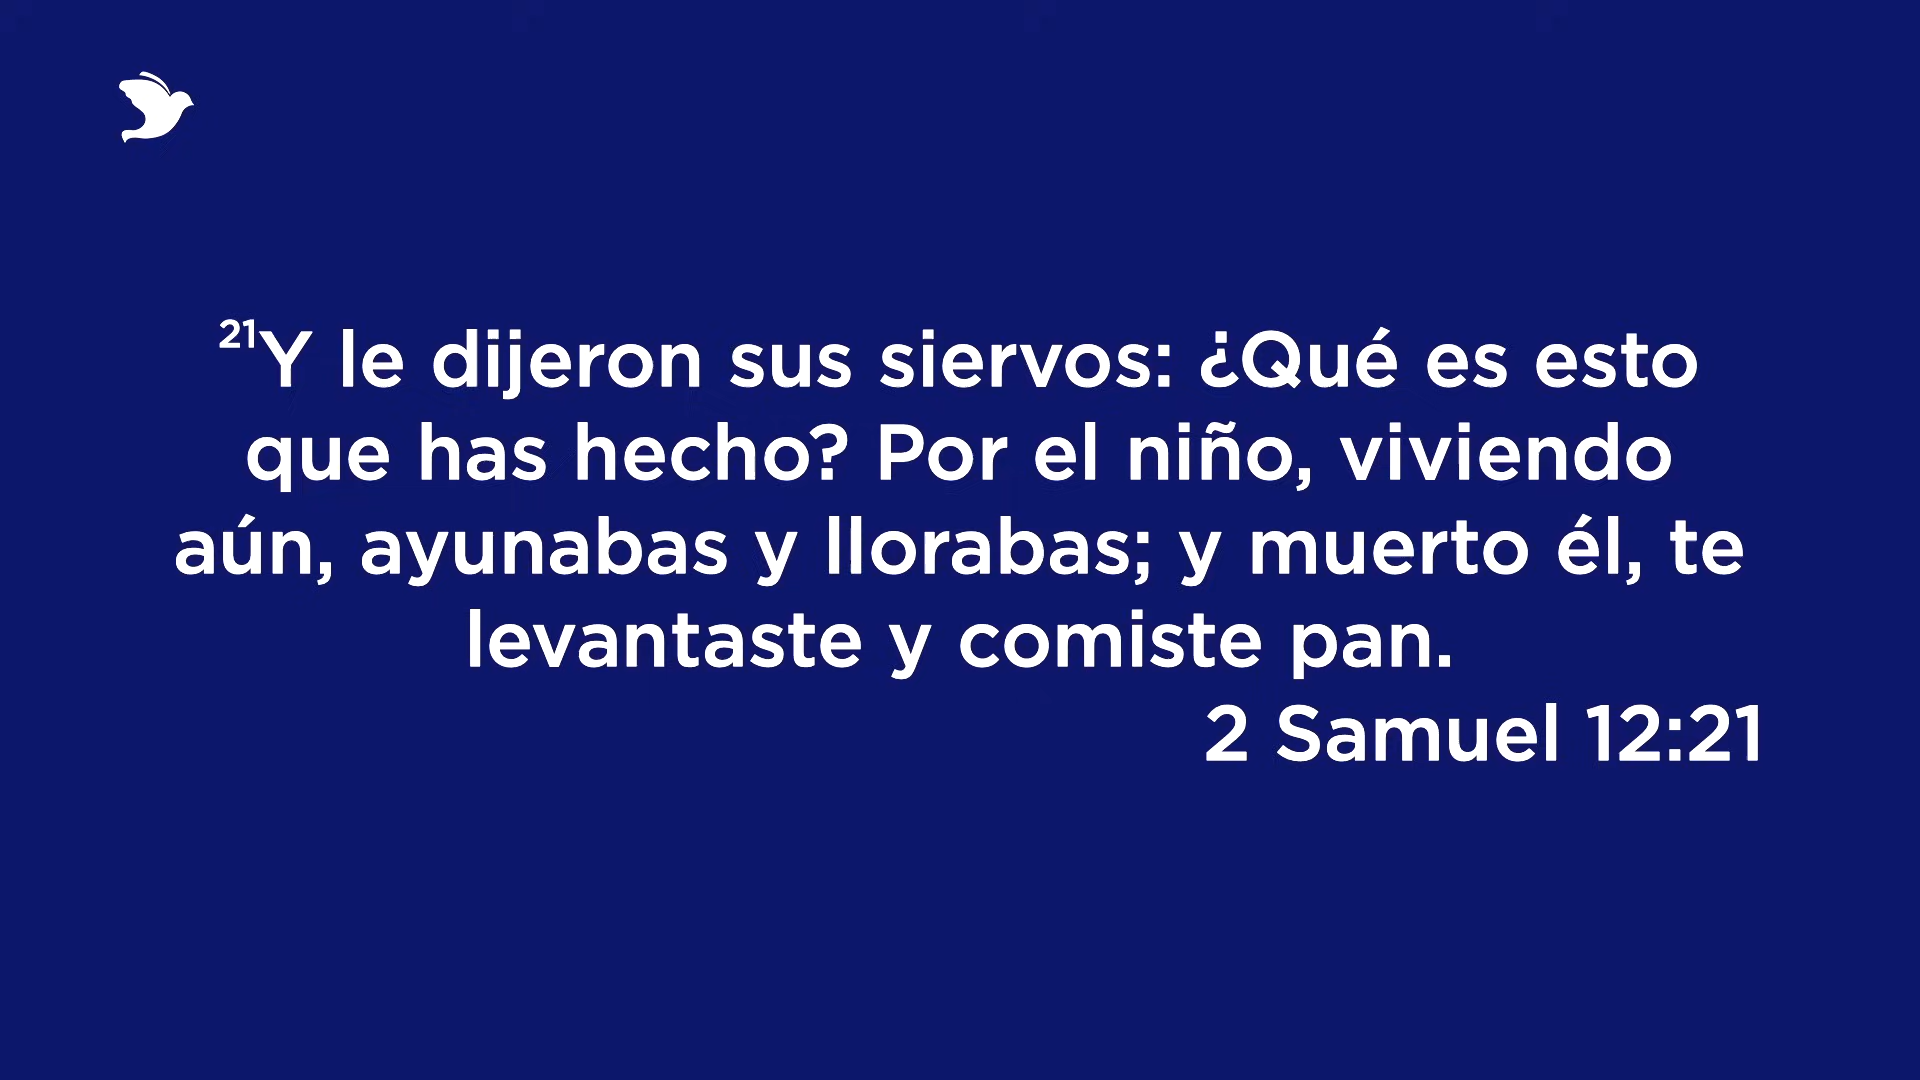 21Y le dijeron sus siervos: ¿Qué es esto
que has hecho? Por el niño, viviendo
aún, ayunabas y llorabas; y muerto él, te
levantaste y comiste pan.
2 Samuel 12:21